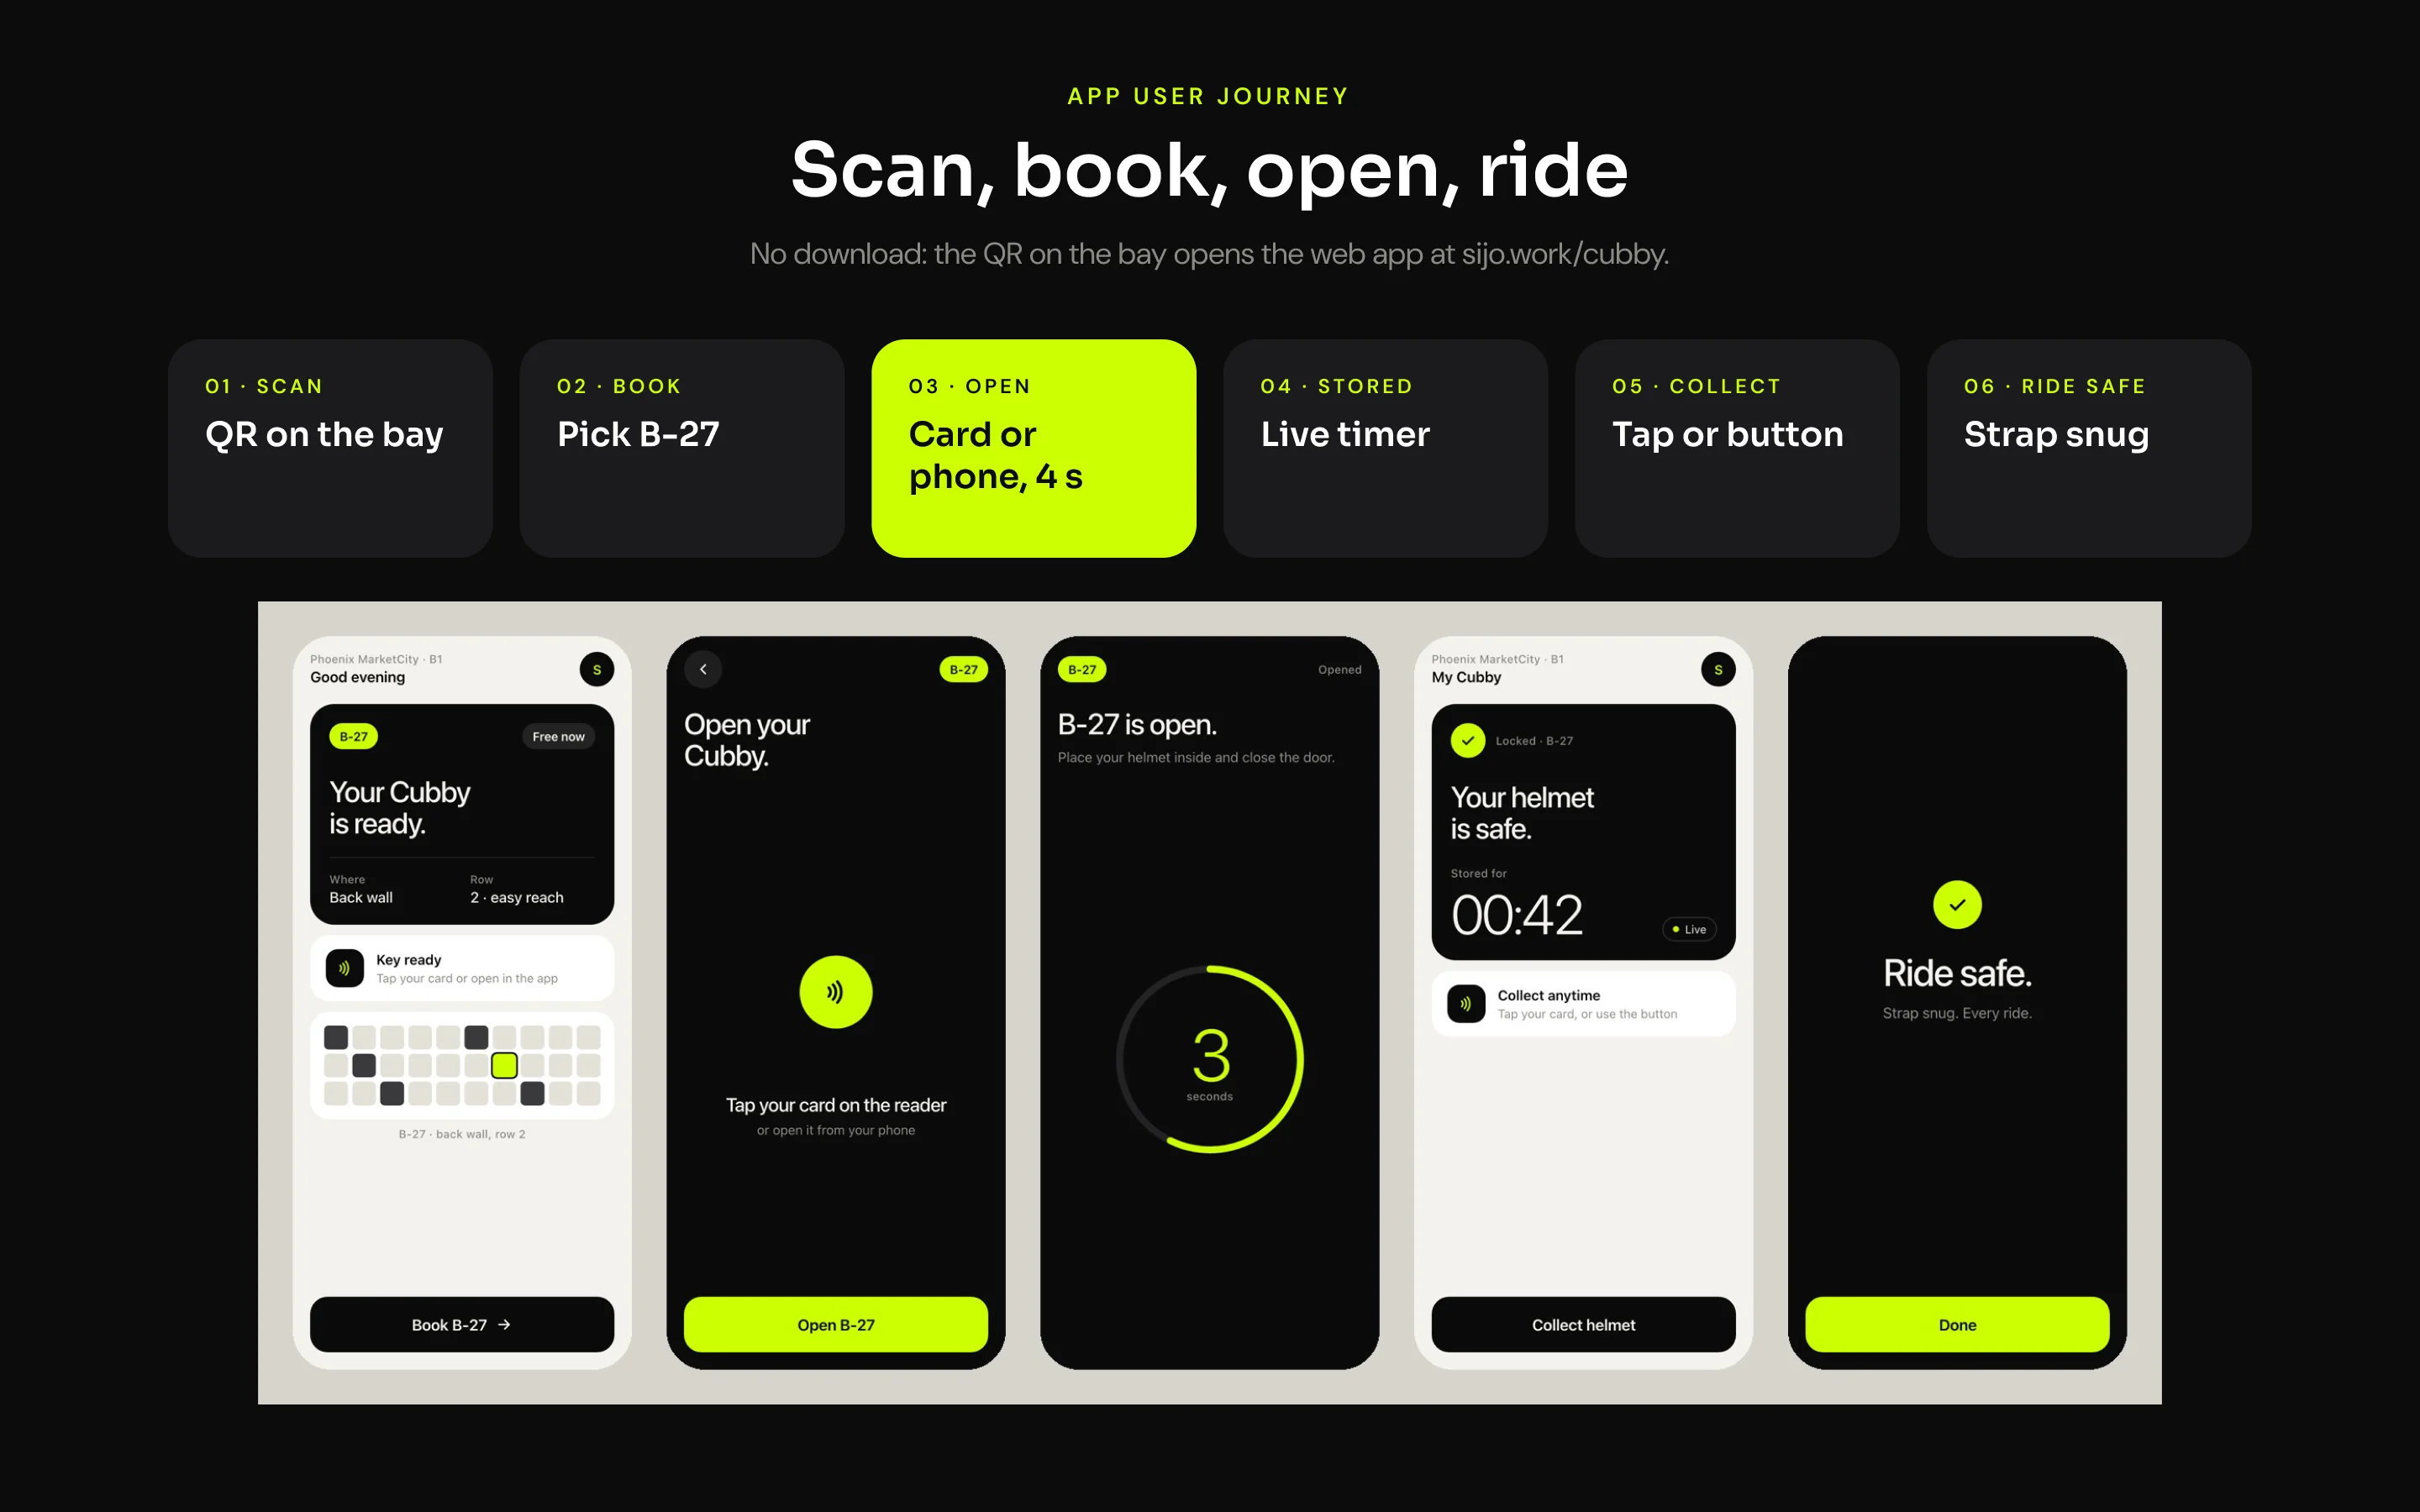 APP USER JOURNEY
Scan, book, open, ride
No download: the QR on the bay opens the web app at sijo.work/cubby.
01 · SCAN
QR on the bay
02 · BOOK
Pick B-27
03 · OPEN
Card or
phone, 4 s
04 · STORED
Live timer
05 · COLLECT
Tap or button
06 · RIDE SAFE
Strap snug
Phoenix MarketCity · B1
Good evening
S
B-27
Free now
Your Cubby
is ready.
Where
Back wall
Row
2 · easy reach
Key ready
Tap your card or open in the app
B-27 · back wall, row 2
Book B-27 →
B-27
Open your
Cubby.
Tap your card on the reader
or open it from your phone
Open B-27
B-27
Opened
B-27 is open.
Place your helmet inside and close the door.
3
seconds
Phoenix MarketCity · B1
My Cubby
S
Locked · B-27
Your helmet
is safe.
Stored for
00:42
Live
Collect anytime
Tap your card, or use the button
Collect helmet
Ride safe.
Strap snug. Every ride.
Done